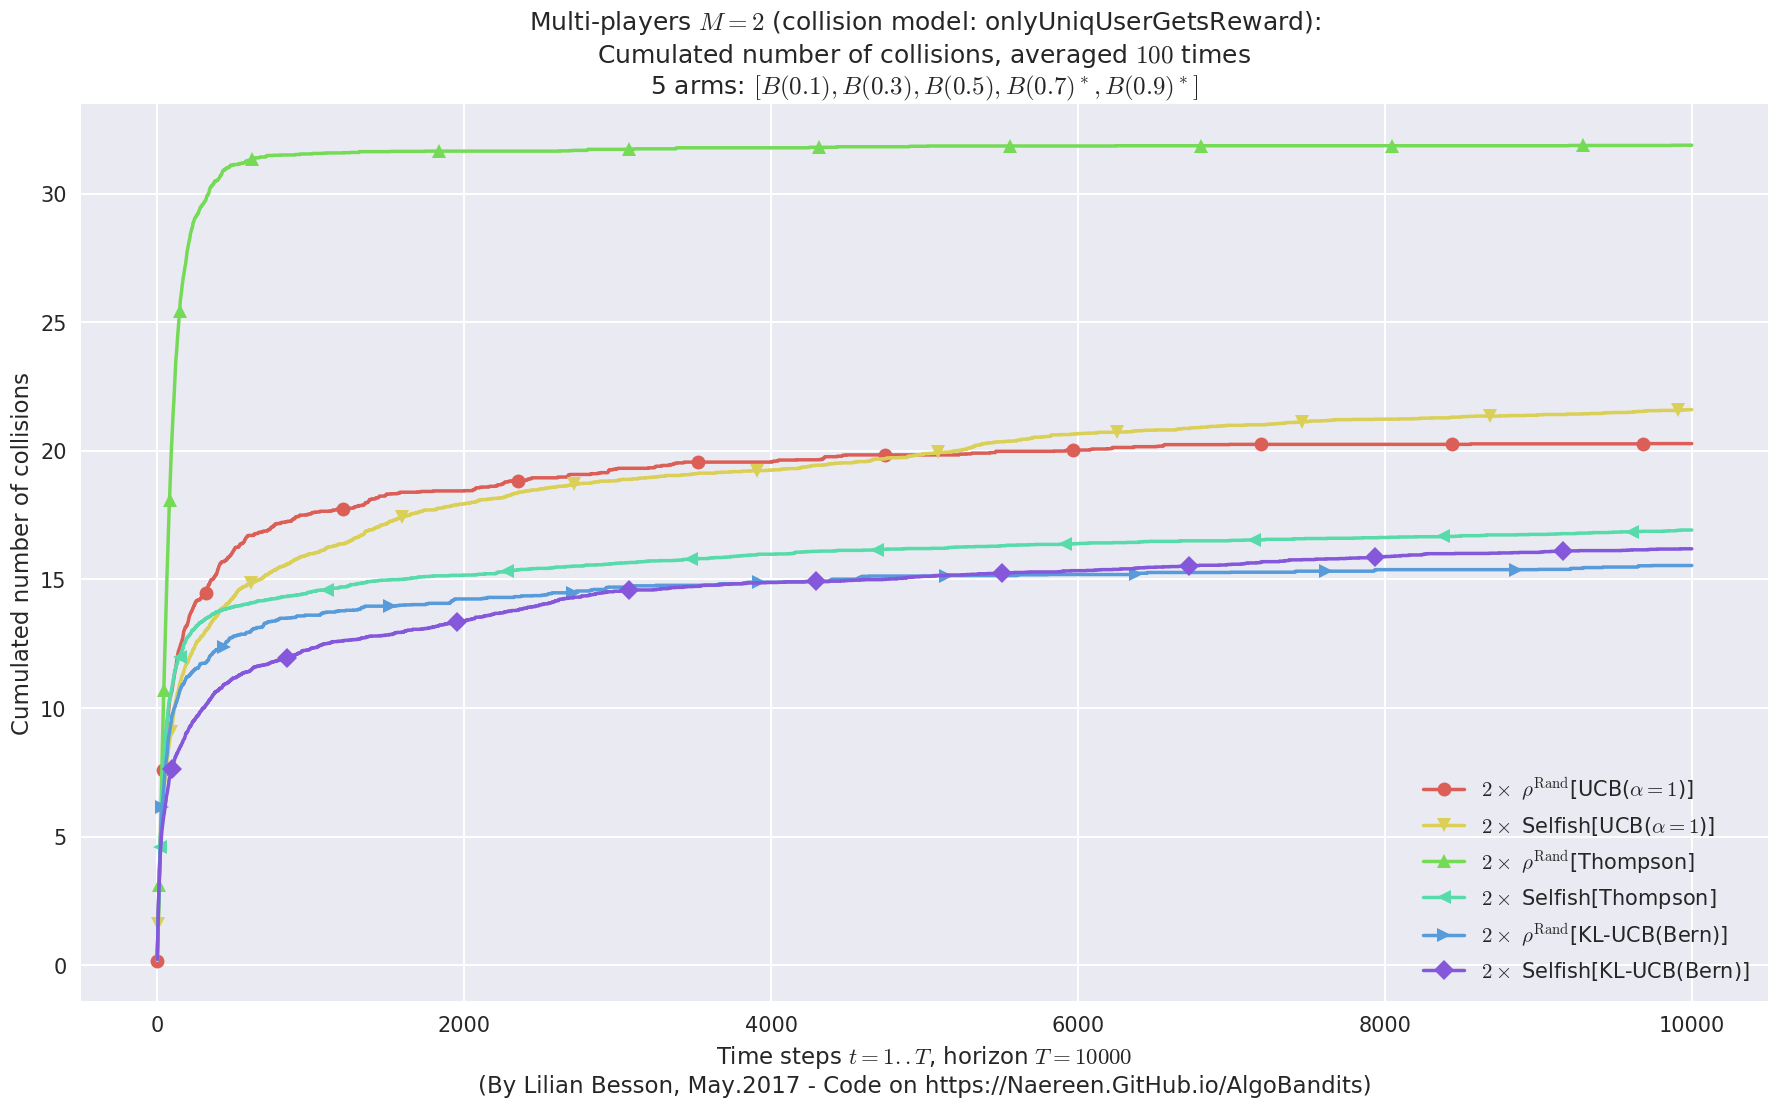 Multi-players M = 2 (collision model: onlyUniqUserGetsReward):
Cumulated number of collisions, averaged 100 times
5 arms: [B(0.1), B(0.3), B(0.5), B(0.7)*, B(0.9)*]
Cumulated number of collisions
30
25
20
15
10
5
0
2 × ρ^Rand[UCB(α = 1)]
2 × Selfish[UCB(α = 1)]
2 × ρ^Rand[Thompson]
2 × Selfish[Thompson]
2 × ρ^Rand[KL-UCB(Bern)]
2 × Selfish[KL-UCB(Bern)]
0 2000 4000 6000 8000 10000
Time steps t = 1..T, horizon T = 10000
(By Lilian Besson, May.2017 - Code on https://Naereen.GitHub.io/AlgoBandits)